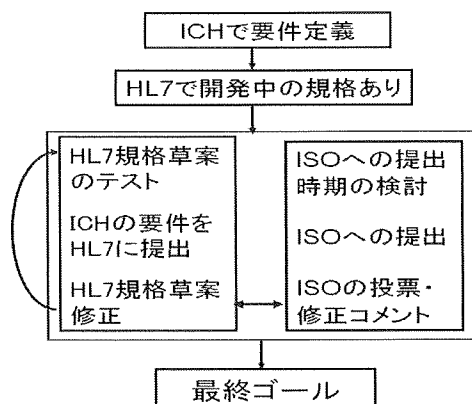 ICHで要件定義
HL7で開発中の規格あり
HL7規格草案
のテスト
ICHの要件を
HL7に提出
HL7規格草案
修正
ISOへの提出
時期の検討
ISOへの提出
ISOの投票・
修正コメント
最終ゴール